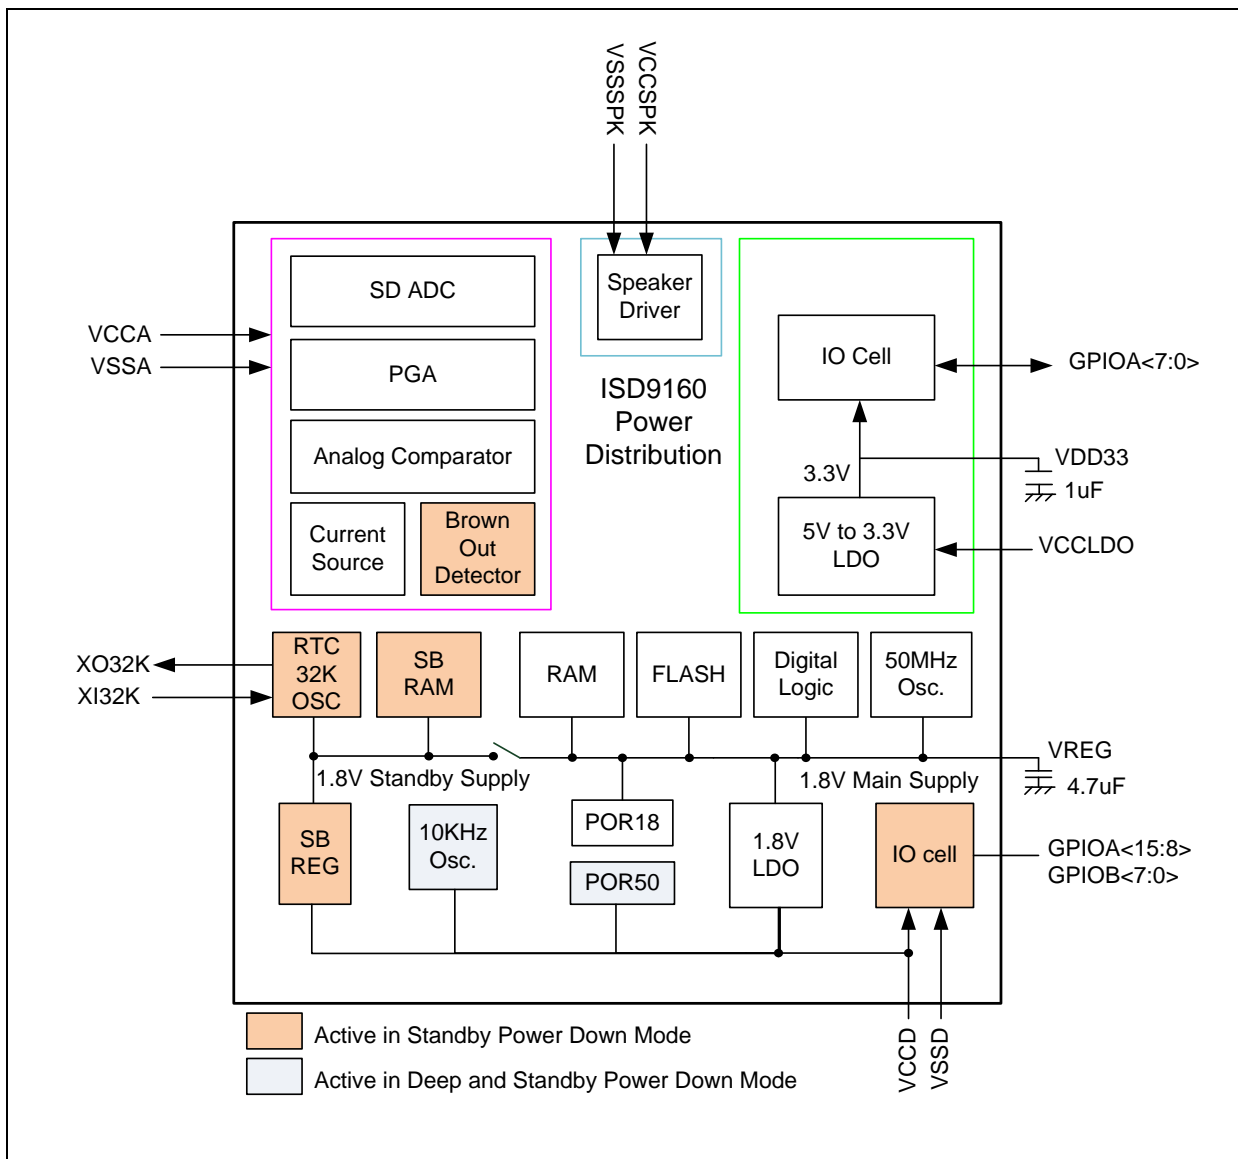 VSSSPK
VCCSPK
SD ADC
PGA
Analog Comparator
Current
Source
Brown
Out
Detector
VCCA
VSSA
Speaker
Driver
ISD9160
Power
Distribution
IO Cell
3.3V
5V to 3.3V
LDO
GPIOA<7:0>
VDD33
1uF
VCCLDO
XO32K
XI32K
RTC
32K
OSC
SB
RAM
RAM
FLASH
Digital
Logic
50MHz
Osc.
1.8V Standby Supply
1.8V Main Supply
VREG
4.7uF
SB
REG
10KHz
Osc.
POR18
POR50
1.8V
LDO
IO cell
GPIOA<15:8>
GPIOB<7:0>
VCCD
VSSD
Active in Standby Power Down Mode
Active in Deep and Standby Power Down Mode